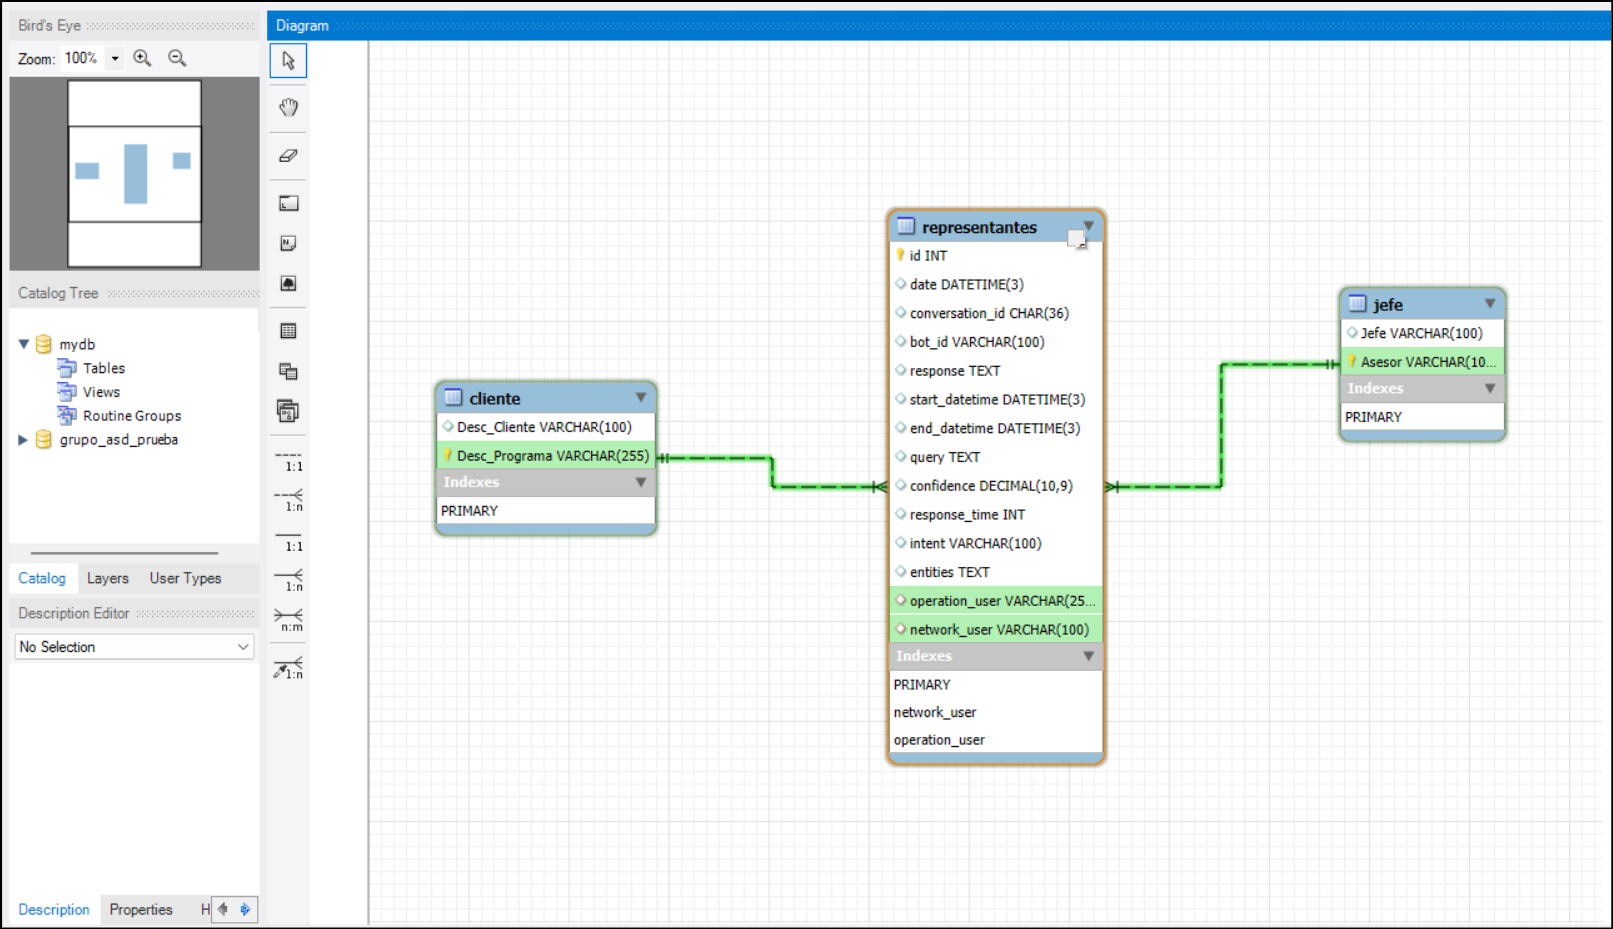 Bird's Eye
Zoom: 100%
Catalog Tree
mydb
Tables
Views
Routine Groups
grupo_asd_prueba
Catalog Layers User Types
Description Editor
No Selection
Description Properties H
Diagram
1:1
1:n
1:1
1:n
n:m
1:n
cliente
Desc_Cliente VARCHAR(100)
Desc_Programa VARCHAR(255)
Indexes
PRIMARY
representantes
id INT
date DATETIME(3)
conversation_id CHAR(36)
bot_id VARCHAR(100)
response TEXT
start_datetime DATETIME(3)
end_datetime DATETIME(3)
query TEXT
confidence DECIMAL(10,9)
response_time INT
intent VARCHAR(100)
entities TEXT
operation_user VARCHAR(25...
network_user VARCHAR(100)
Indexes
PRIMARY
network_user
operation_user
jefe
Jefe VARCHAR(100)
Asesor VARCHAR(10...
Indexes
PRIMARY